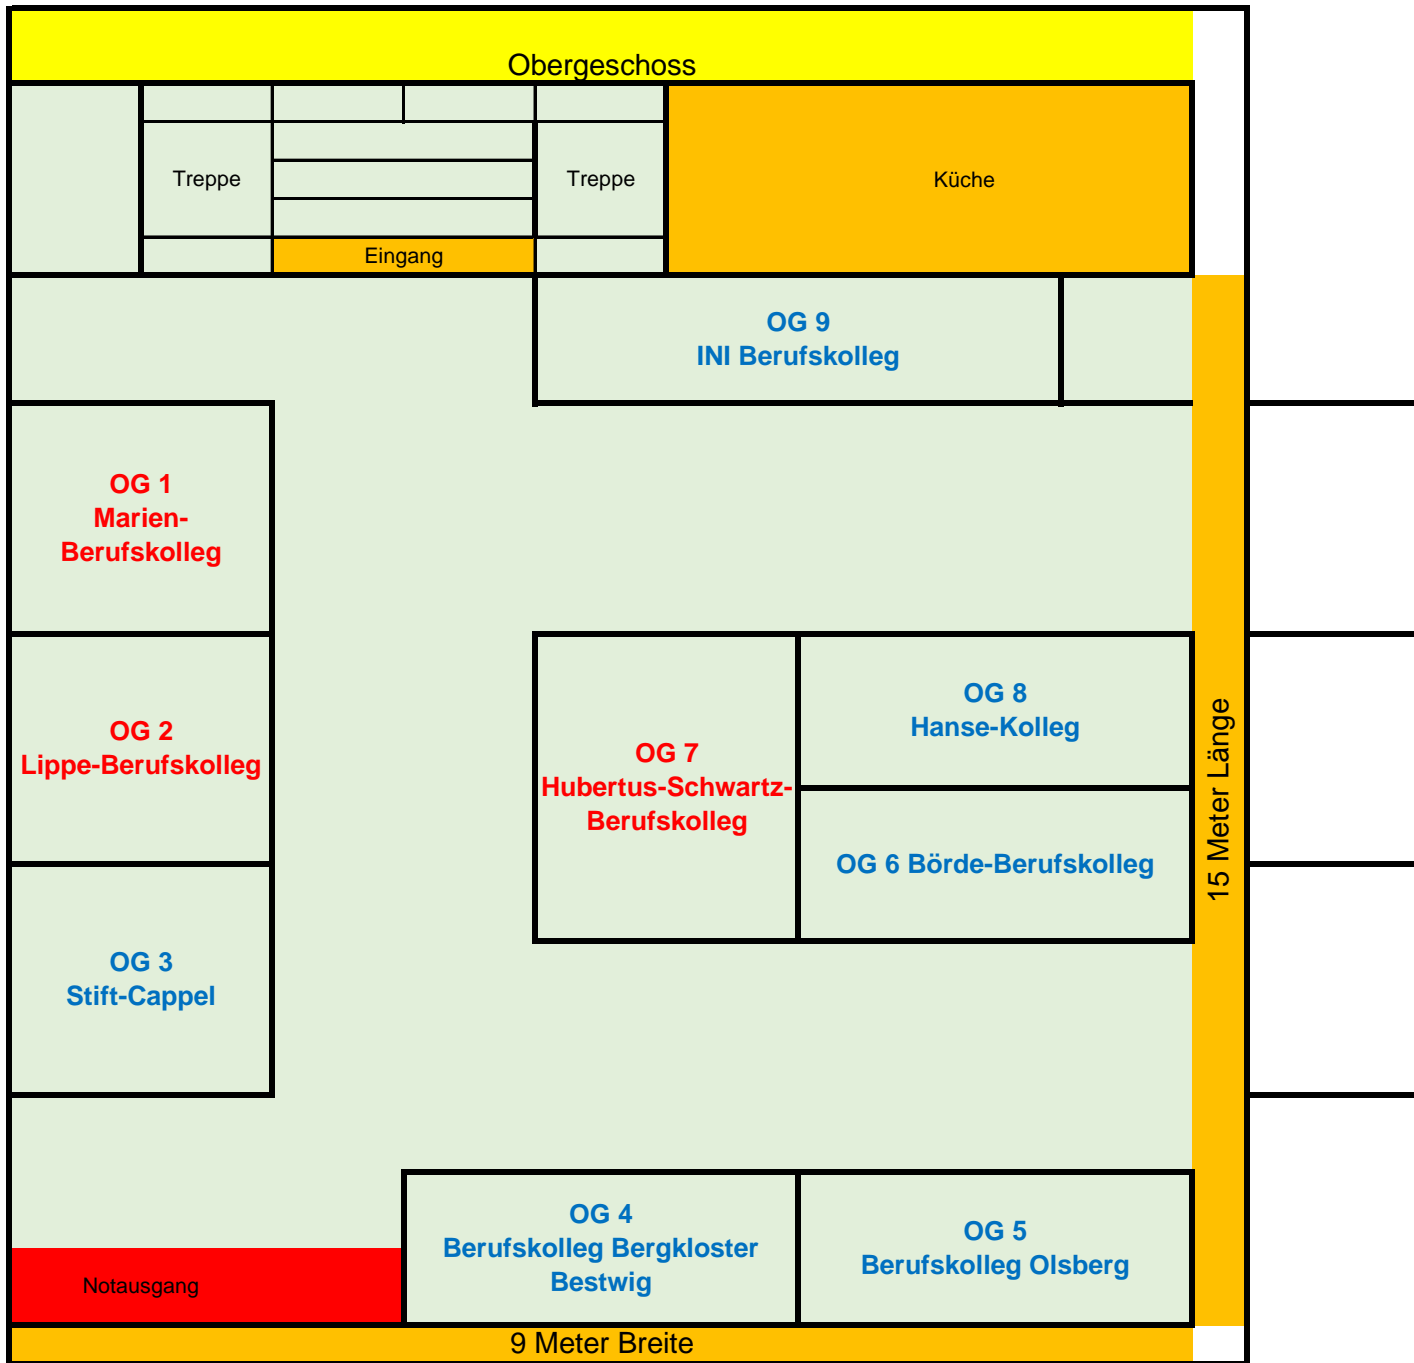 Obergeschoss
Treppe
Treppe
Küche
Eingang
OG 9
INI Berufskolleg
OG 1
Marien-
Berufskolleg
OG 2
Lippe-Berufskolleg
OG 7
Hubertus-Schwartz-
Berufskolleg
OG 8
Hanse-Kolleg
OG 6 Börde-Berufskolleg
15 Meter Länge
OG 3
Stift-Cappel
OG 4
Berufskolleg Bergkloster
Bestwig
OG 5
Berufskolleg Olsberg
Notausgang
9 Meter Breite